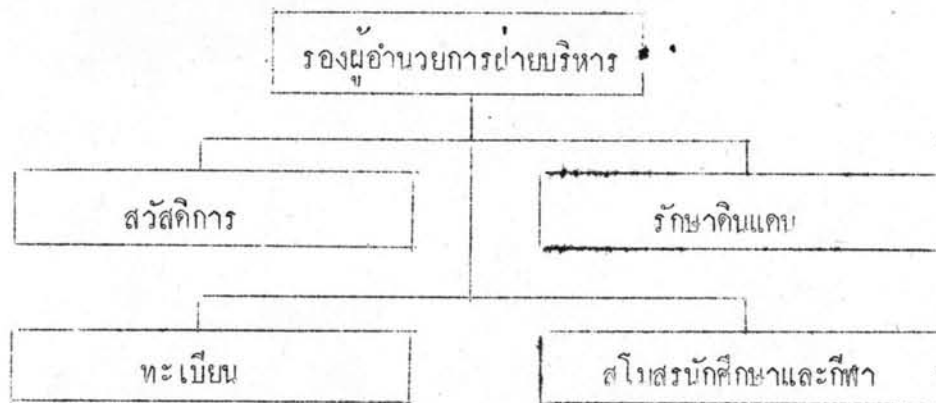 รองผู้อำนวยการฝ่ายบริหาร
สวัสดิการ
รักษาดินแดน
ทะเบียน
สโมสรนักศึกษาและกีฬา